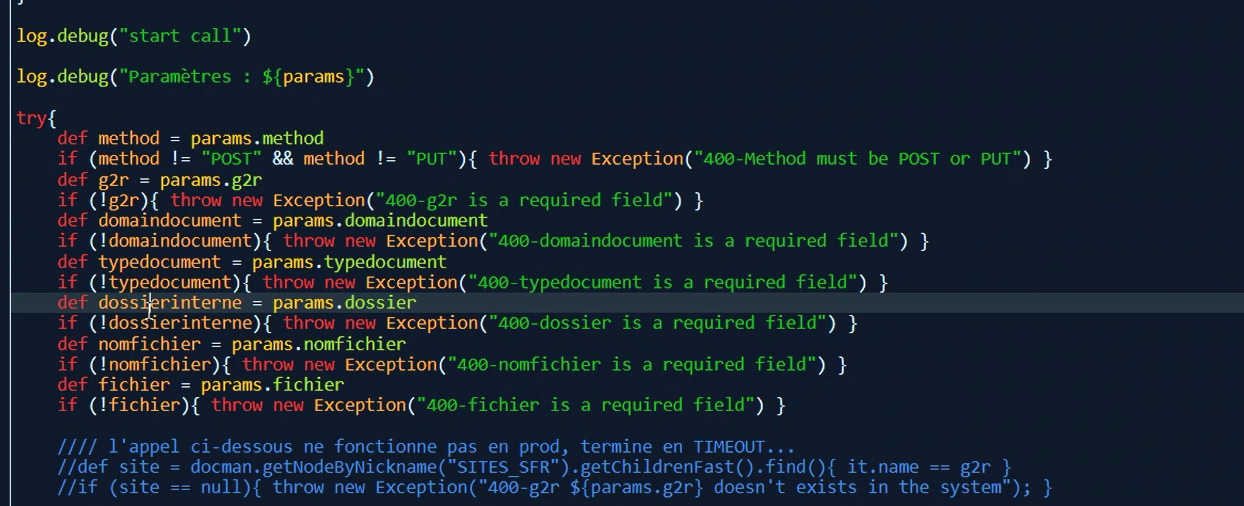 log.debug("start call")
log.debug("Paramètres : ${params}")
try{
def method = params.method
if (method != "POST" && method != "PUT"){ throw new Exception("400-Method must be POST or PUT") }
def g2r = params.g2r
if (!g2r){ throw new Exception("400-g2r is a required field") }
def domaindocument = params.domaindocument
if (!domaindocument){ throw new Exception("400-domaindocument is a required field") }
def typedocument = params.typedocument
if (!typedocument){ throw new Exception("400-typedocument is a required field") }
def dossierinterne = params.dossier
if (!dossierinterne){ throw new Exception("400-dossier is a required field") }
def nomfichier = params.nomfichier
if (!nomfichier){ throw new Exception("400-nomfichier is a required field") }
def fichier = params.fichier
if (!fichier){ throw new Exception("400-fichier is a required field") }
//// l'appel ci-dessous ne fonctionne pas en prod, termine en TIMEOUT...
//def site = docman.getNodeByNickname("SITES_SFR").getChildrenFast().find(){ it.name == g2r }
//if (site == null){ throw new Exception("400-g2r ${params.g2r} doesn't exists in the system"); }